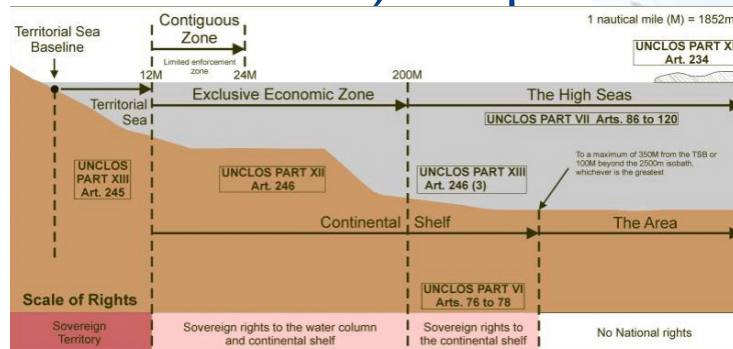 Territorial Sea
Baseline
Contiguous
Zone
Limited enforcement
zone
1 nautical mile (M) = 1852m
UNCLOS PART XI
Art. 234
12M
24M
200M
Territorial
Sea
Exclusive Economic Zone
The High Seas
UNCLOS PART VII Arts. 86 to 120
To a maximum of 350M from the TSB or
100M beyond the 2500m isobath,
whichever is the greatest
UNCLOS
PART XIII
Art. 245
UNCLOS PART XII
Art. 246
UNCLOS PART XIII
Art. 246 (3)
Continental Shelf
The Area
UNCLOS PART VI
Arts. 76 to 78
Scale of Rights
Sovereign
Territory
Sovereign rights to the water column
and continental shelf
Sovereign rights to
the continental shelf
No National rights